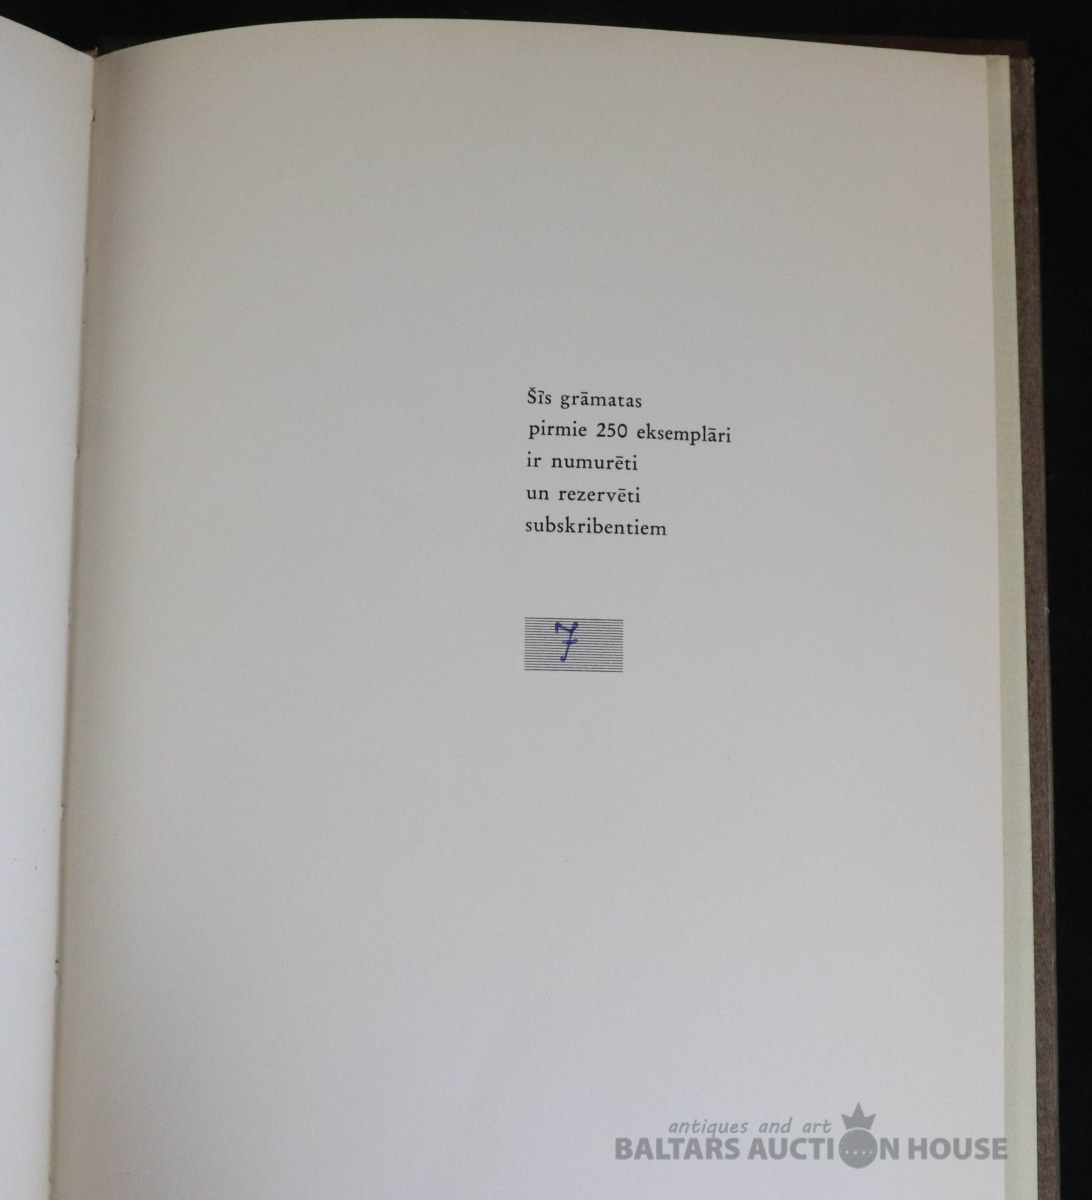 Šīs grāmatas
pirmie 250 eksemplāri
ir numurēti
un rezervēti
subskribentiem
7
antiques and art
BALTARS AUCTION HOUSE